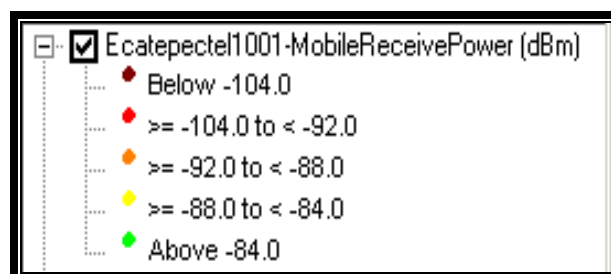 Ecatepectel1001-MobileReceivePower (dBm)
Below -104.0
>= -104.0 to < -92.0
>= -92.0 to < -88.0
>= -88.0 to < -84.0
Above -84.0